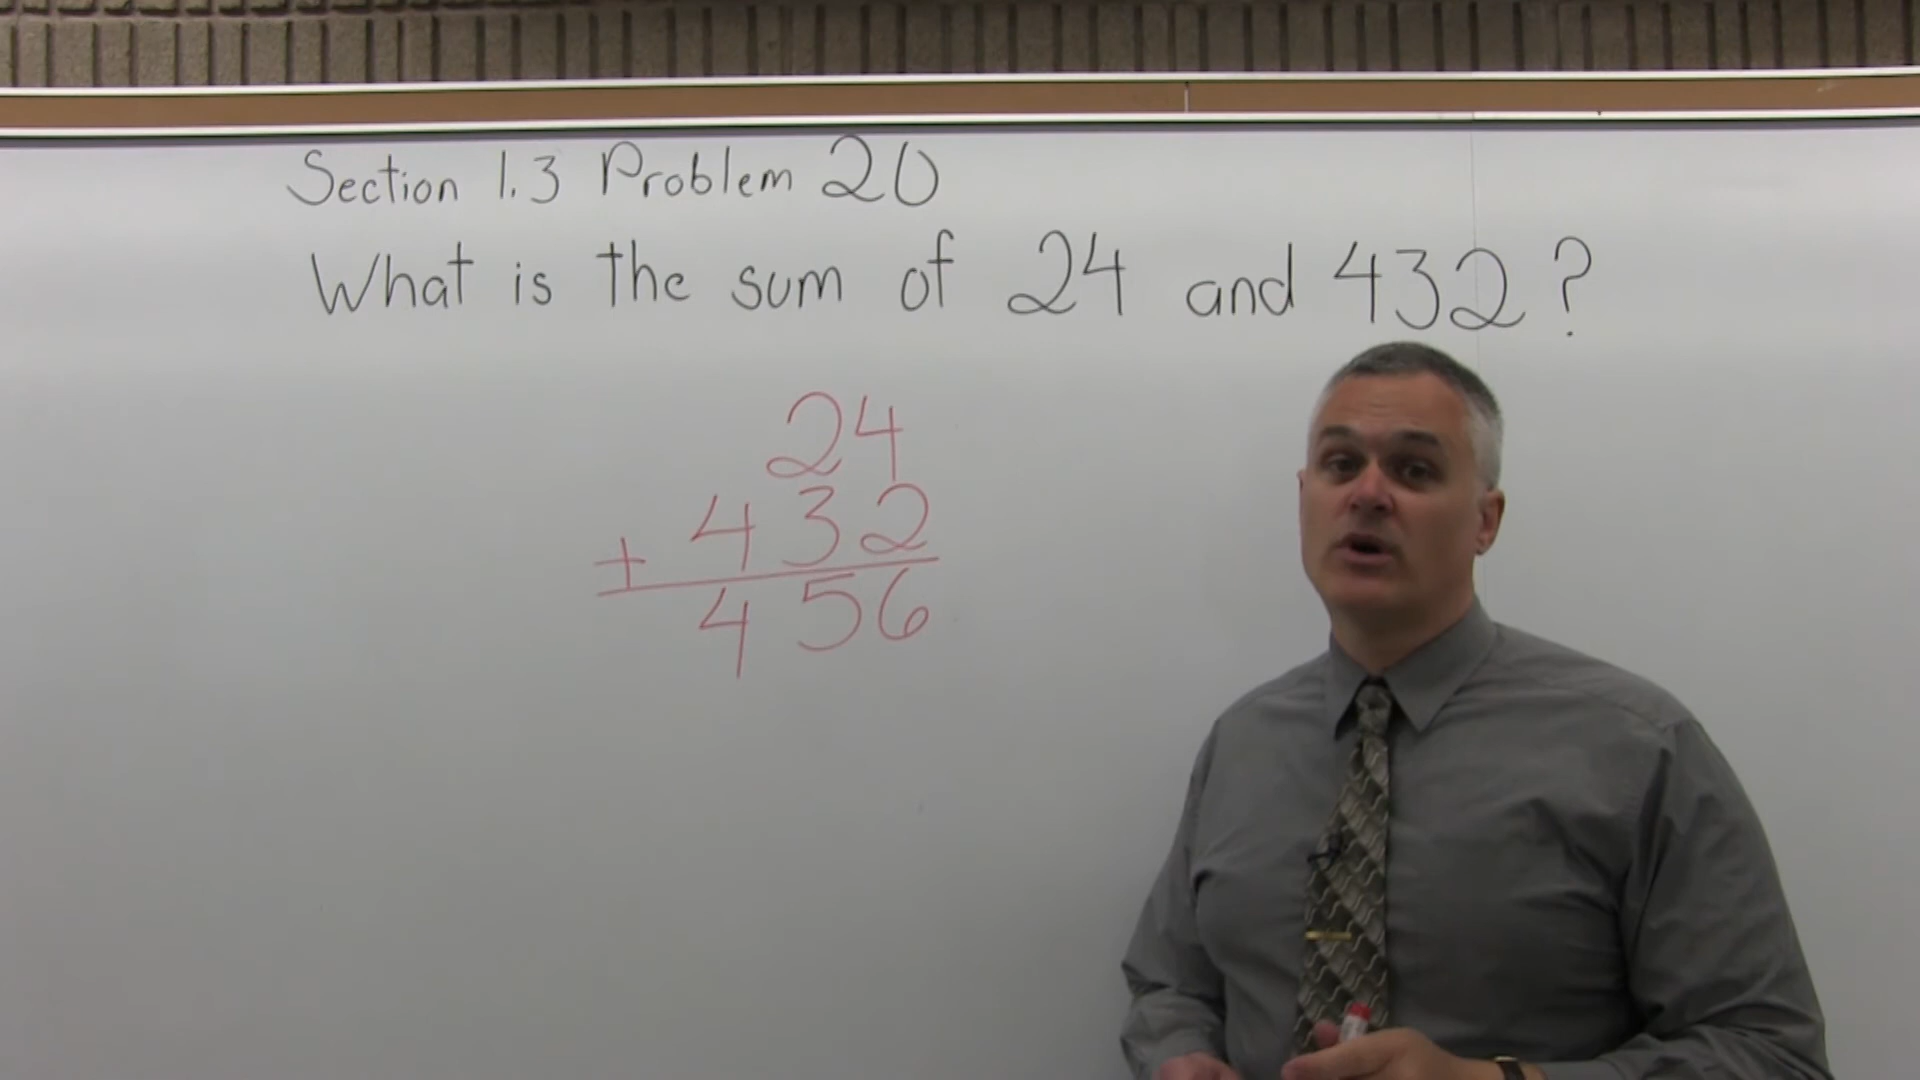 Section 1.3 Problem 20
What is the sum of 24 and 432?
24
+ 432
456